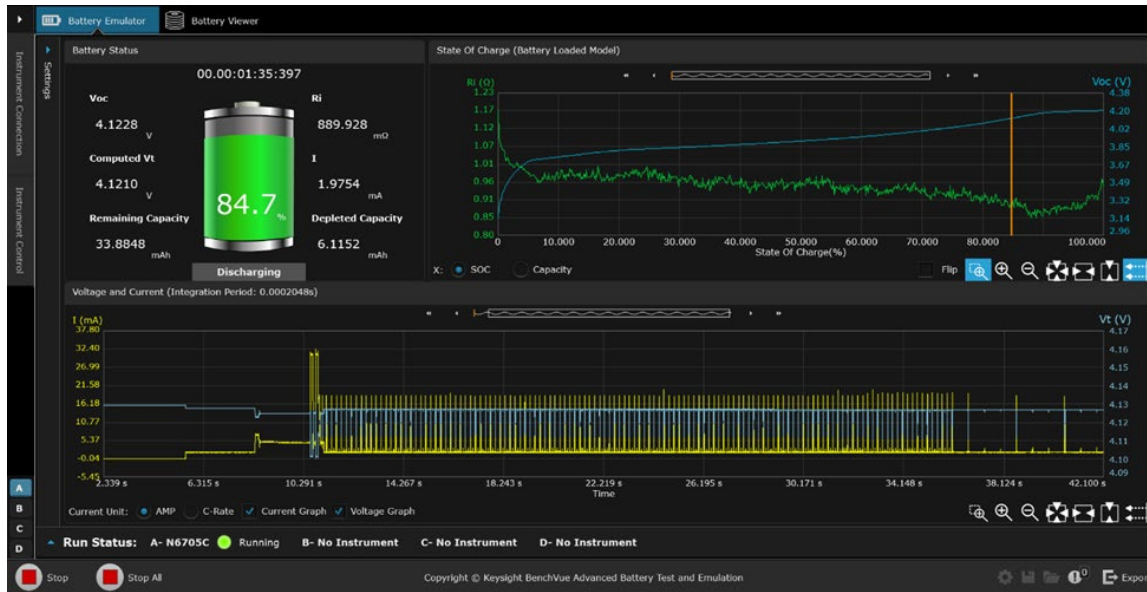 Battery Emulator
Battery Viewer
Instrument Connection
Instrument Control
Settings
Battery Status
00.00:01:35:397
Voc
4.1228 V
Ri
889.928 mΩ
Computed Vt
4.1210 V
I
1.9754 mA
84.7%
Remaining Capacity
33.8848 mAh
Depleted Capacity
6.1152 mAh
Discharging
State Of Charge (Battery Loaded Model)
Ri (Ω)
1.23
1.17
1.12
1.07
1.01
0.96
0.91
0.85
0.80
Voc (V)
4.38
4.20
4.02
3.85
3.67
3.49
3.32
3.14
2.96
0 10.000 20.000 30.000 40.000 50.000 60.000 70.000 80.000 100.000
State Of Charge(%)
X: SOC Capacity
Flip
Voltage and Current (Integration Period: 0.0002048s)
I (mA)
37.80
32.40
26.99
21.58
16.18
10.77
5.37
-0.04
-5.45
Vt (V)
4.17
4.16
4.15
4.14
4.13
4.12
4.11
4.10
4.09
2.339 s 6.315 s 10.291 s 14.267 s 18.243 s 22.219 s 26.195 s 30.171 s 34.148 s 38.124 s 42.100 s
Time
Current Unit: AMP C-Rate Current Graph Voltage Graph
A
B
C
D
Run Status: A- N6705C Running B- No Instrument C- No Instrument D- No Instrument
Stop
Stop All
Copyright © Keysight BenchVue Advanced Battery Test and Emulation
0
Expor